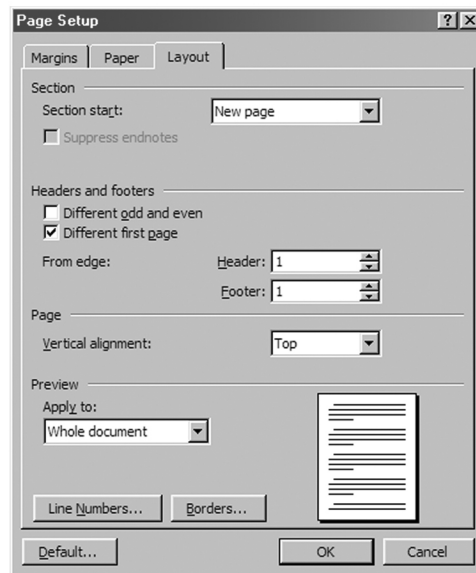 Page Setup
Margins Paper Layout
Section
Section start: New page
Suppress endnotes
Headers and footers
Different odd and even
Different first page
From edge: Header: 1
Footer: 1
Page
Vertical alignment: Top
Preview
Apply to:
Whole document
Line Numbers... Borders...
Default... OK Cancel